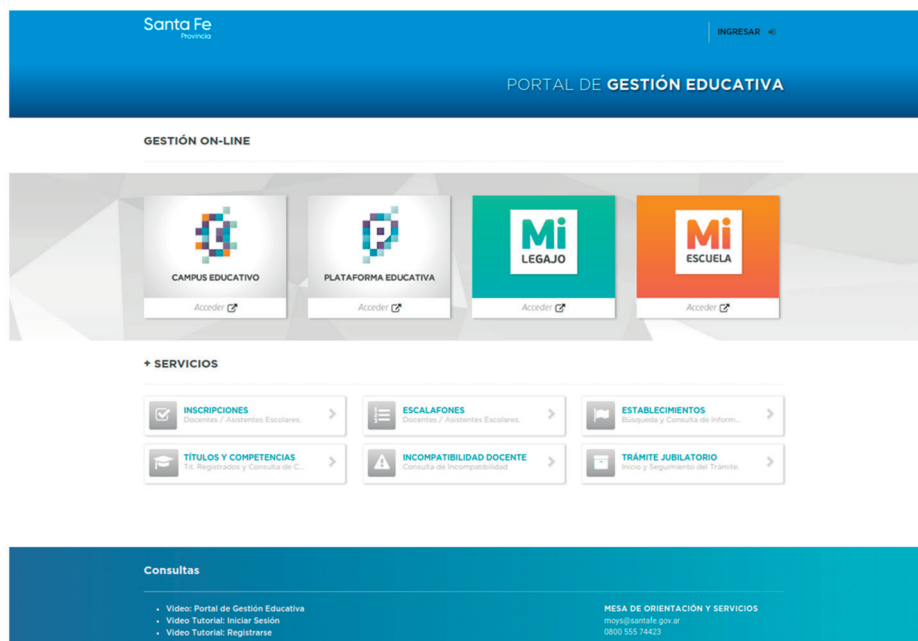 Santa Fe
Provincia
INGRESAR
PORTAL DE GESTIÓN EDUCATIVA
GESTIÓN ON-LINE
CAMPUS EDUCATIVO
PLATAFORMA EDUCATIVA
Mi
LEGAJO
Mi
ESCUELA
Acceder
Acceder
Acceder
Acceder
+ SERVICIOS
INSCRIPCIONES
Docentes / Asistentes Escolares.
ESCALAFONES
Docentes / Asistentes Escolares.
ESTABLECIMIENTOS
Búsqueda y Consulta de Inform...
TÍTULOS Y COMPETENCIAS
Tit. Registrados y Consulta de C...
INCOMPATIBILIDAD DOCENTE
Consulta de Incompatibilidad
TRÁMITE JUBILATORIO
Inicio y Seguimiento del Trámite.
Consultas
• Video: Portal de Gestión Educativa
• Video Tutorial: Iniciar Sesión
• Video Tutorial: Registrarse
MESA DE ORIENTACIÓN Y SERVICIOS
moys@santafe.gov.ar
0800 555 74423